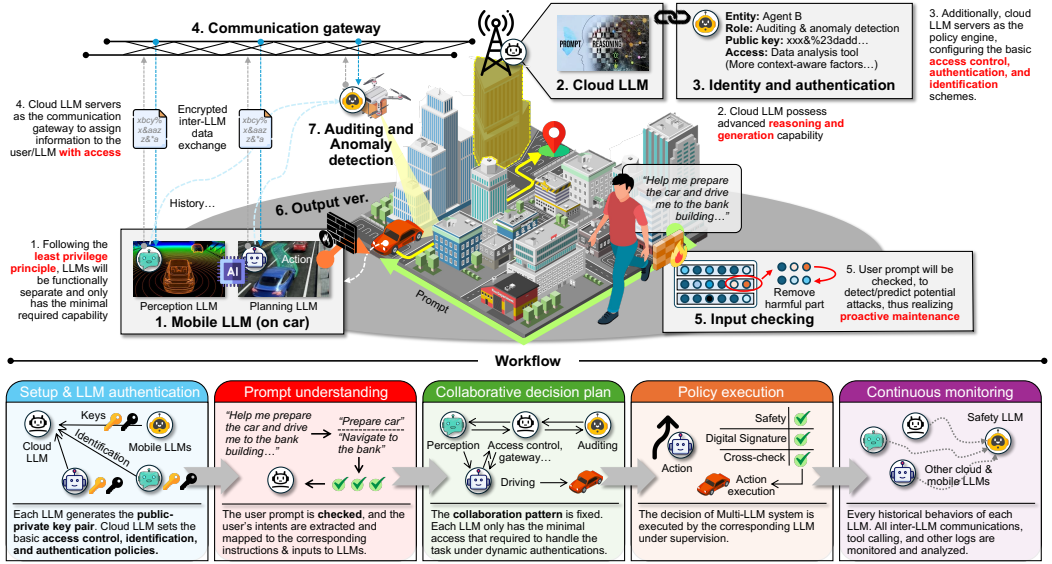 4. Communication gateway
4. Cloud LLM servers
as the communication
gateway to assign
information to the
user/LLM with access
xbcy%
x&aaz
z&*a
Encrypted
inter-LLM
data
exchange
xbcy%
x&aaz
z&*a
History…
7. Auditing and
Anomaly
detection
6. Output ver.
PROMPT
REASONING
2. Cloud LLM
Entity: Agent B
Role: Auditing & anomaly detection
Public key: xxx&%23dadd…
Access: Data analysis tool
(More context-aware factors…)
3. Identity and authentication
3. Additionally, cloud
LLM servers as the
policy engine,
configuring the basic
access control,
authentication, and
identification
schemes.
2. Cloud LLM possess
advanced reasoning and
generation capability
“Help me prepare
the car and drive
me to the bank
building…”
1. Following the
least privilege
principle, LLMs will
be functionally
separate and only
has the minimal
required capability
AI
Action
Perception LLM
Planning LLM
1. Mobile LLM (on car)
Prompt
Remove
harmful part
5. Input checking
5. User prompt will be
checked, to
detect/predict potential
attacks, thus realizing
proactive maintenance
Workflow
Setup & LLM authentication
Keys
Cloud
LLM
Identification
Mobile LLMs
Each LLM generates the public-
private key pair. Cloud LLM sets the
basic access control, identification,
and authentication policies.
Prompt understanding
“Help me prepare
the car and drive
me to the bank
building…”
“Prepare car”
“Navigate to
the bank”
The user prompt is checked, and the
user’s intents are extracted and
mapped to the corresponding
instructions & inputs to LLMs.
Collaborative decision plan
Perception
Access control,
gateway…
Auditing
Driving
The collaboration pattern is fixed.
Each LLM only has the minimal
access that required to handle the
task under dynamic authentications.
Policy execution
Action
Safety
Digital Signature
Cross-check
Action
execution
The decision of Multi-LLM system is
executed by the corresponding LLM
under supervision.
Continuous monitoring
Safety LLM
Other cloud &
mobile LLMs
Every historical behaviors of each
LLM. All inter-LLM communications,
tool calling, and other logs are
monitored and analyzed.